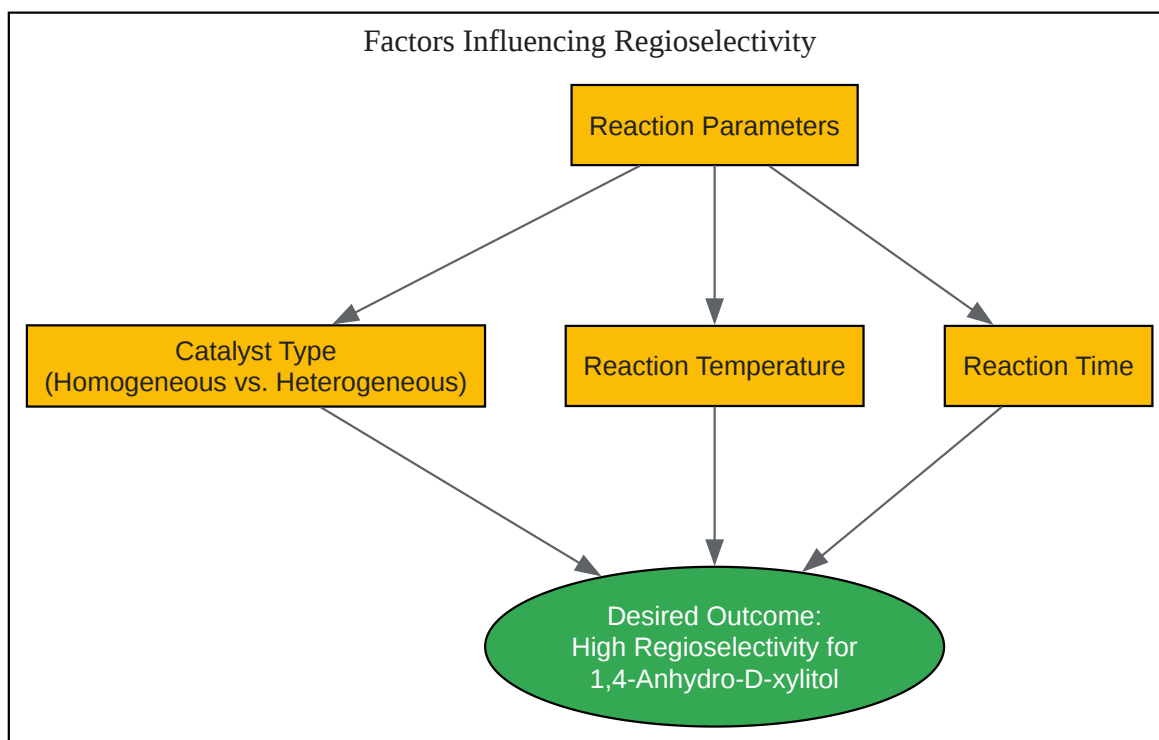 Factors Influencing Regioselectivity
Reaction Parameters
Catalyst Type
(Homogeneous vs. Heterogeneous)
Reaction Temperature
Reaction Time
Desired Outcome:
High Regioselectivity for
1,4-Anhydro-D-xylitol